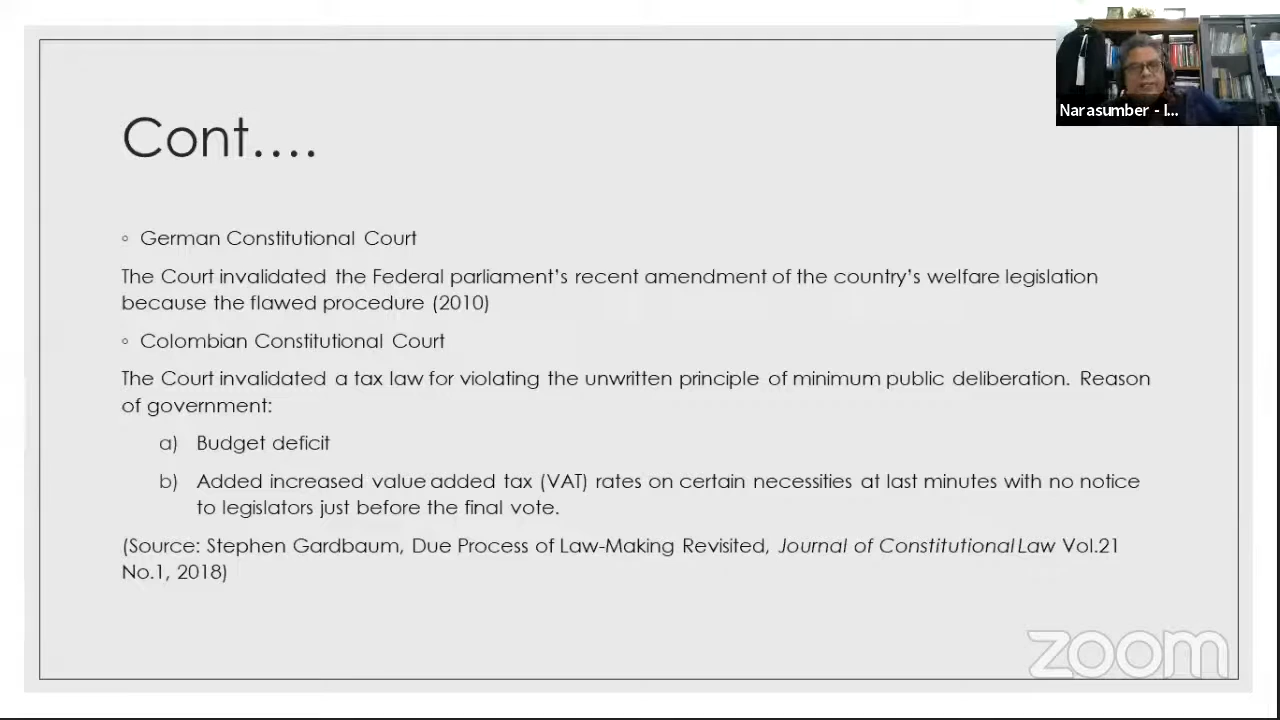 Narasumber - I...
Cont....
◦ German Constitutional Court
The Court invalidated the Federal parliament's recent amendment of the country's welfare legislation
because the flawed procedure (2010)
◦ Colombian Constitutional Court
The Court invalidated a tax law for violating the unwritten principle of minimum public deliberation. Reason
of government:
a) Budget deficit
b) Added increased value added tax (VAT) rates on certain necessities at last minutes with no notice
to legislators just before the final vote.
(Source: Stephen Gardbaum, Due Process of Law-Making Revisited, Journal of Constitutional Law Vol.21
No.1, 2018)
zoom